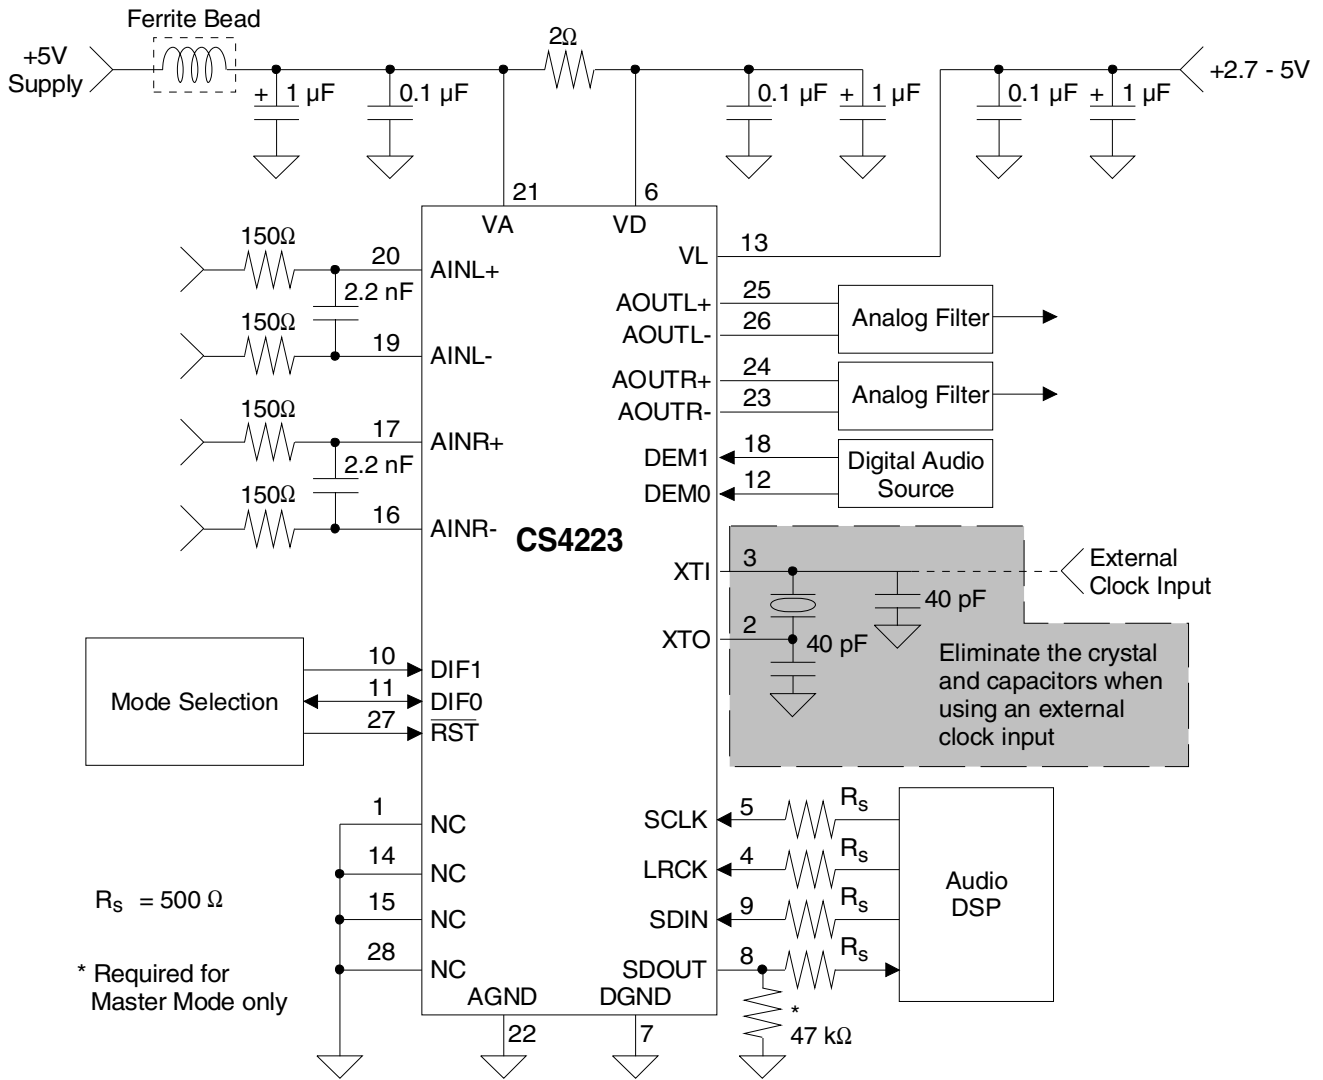 Ferrite Bead
+5V
Supply
2Ω
+ 1 µF
0.1 µF
0.1 µF
+ 1 µF
0.1 µF
+ 1 µF
+2.7 - 5V
21
6
VA
VD
13
VL
150Ω
20
AINL+
2.2 nF
150Ω
19
AINL-
150Ω
17
AINR+
2.2 nF
150Ω
16
AINR-
CS4223
25
AOUTL+
26
AOUTL-
Analog Filter
24
AOUTR+
23
AOUTR-
Analog Filter
18
DEM1
12
DEM0
Digital Audio
Source
3
XTI
40 pF
External
Clock Input
2
XTO
40 pF
Eliminate the crystal
and capacitors when
using an external
clock input
Mode Selection
10
DIF1
11
DIF0
27
RST
1
NC
14
NC
15
NC
28
NC
5
SCLK
Rs
4
LRCK
Rs
9
SDIN
Rs
8
SDOUT
Rs
Audio
DSP
*
47 kΩ
Rs = 500 Ω
* Required for
Master Mode only
AGND
DGND
22
7